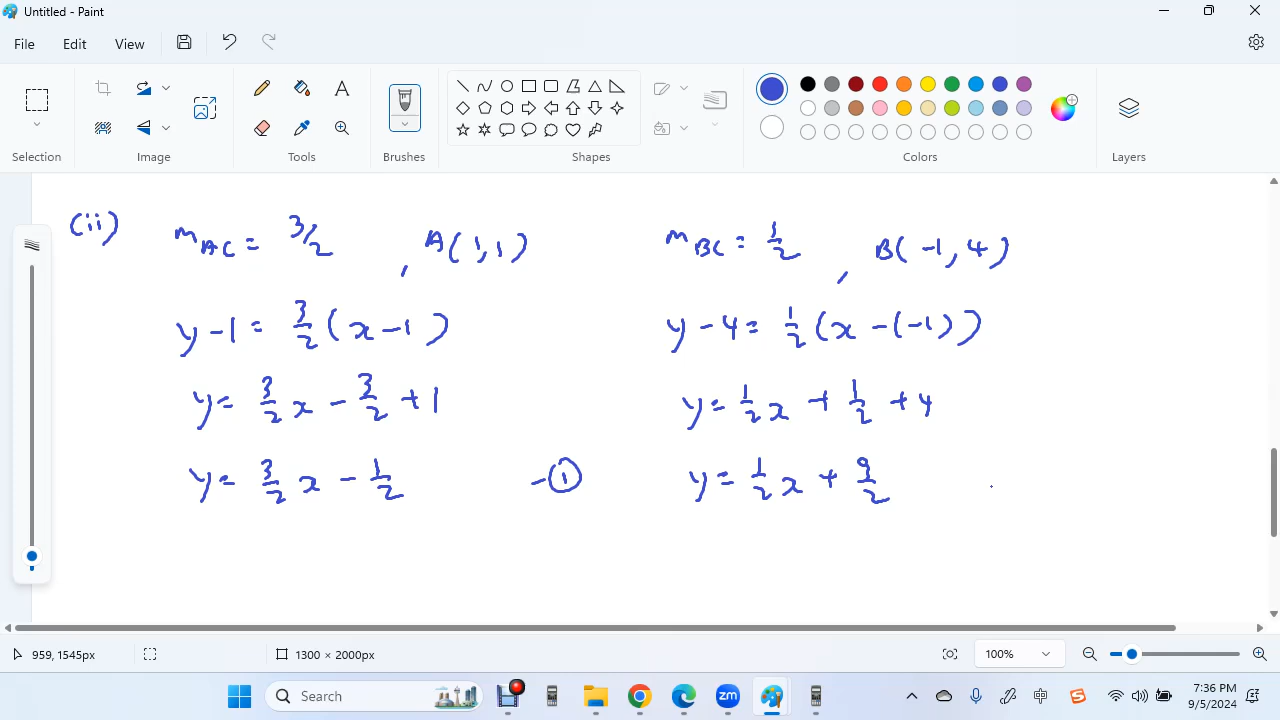 Untitled - Paint
File Edit View
Selection Image Tools Brushes Shapes Colors Layers
(ii) m_AC = 3/2 , A(1,1)
y-1 = 3/2 (x-1)
y = 3/2 x - 3/2 + 1
y = 3/2 x - 1/2 -①
m_BC = 1/2 , B(-1,4)
y-4 = 1/2 (x-(-1))
y = 1/2 x + 1/2 + 4
y = 1/2 x + 9/2
959, 1545px 1300 × 2000px 100%
Search zm 中 S 7:36 PM
9/5/2024